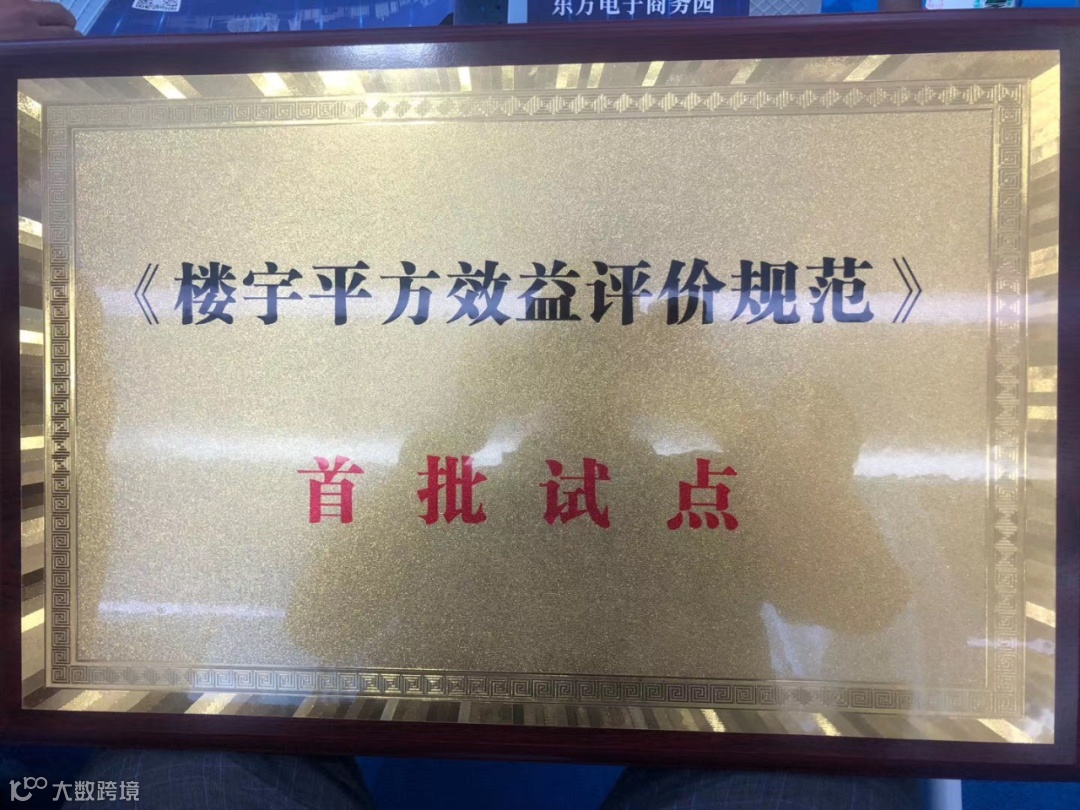 东方电子商务园
《楼宇平方效益评价规范》
首批试点
大数跨境